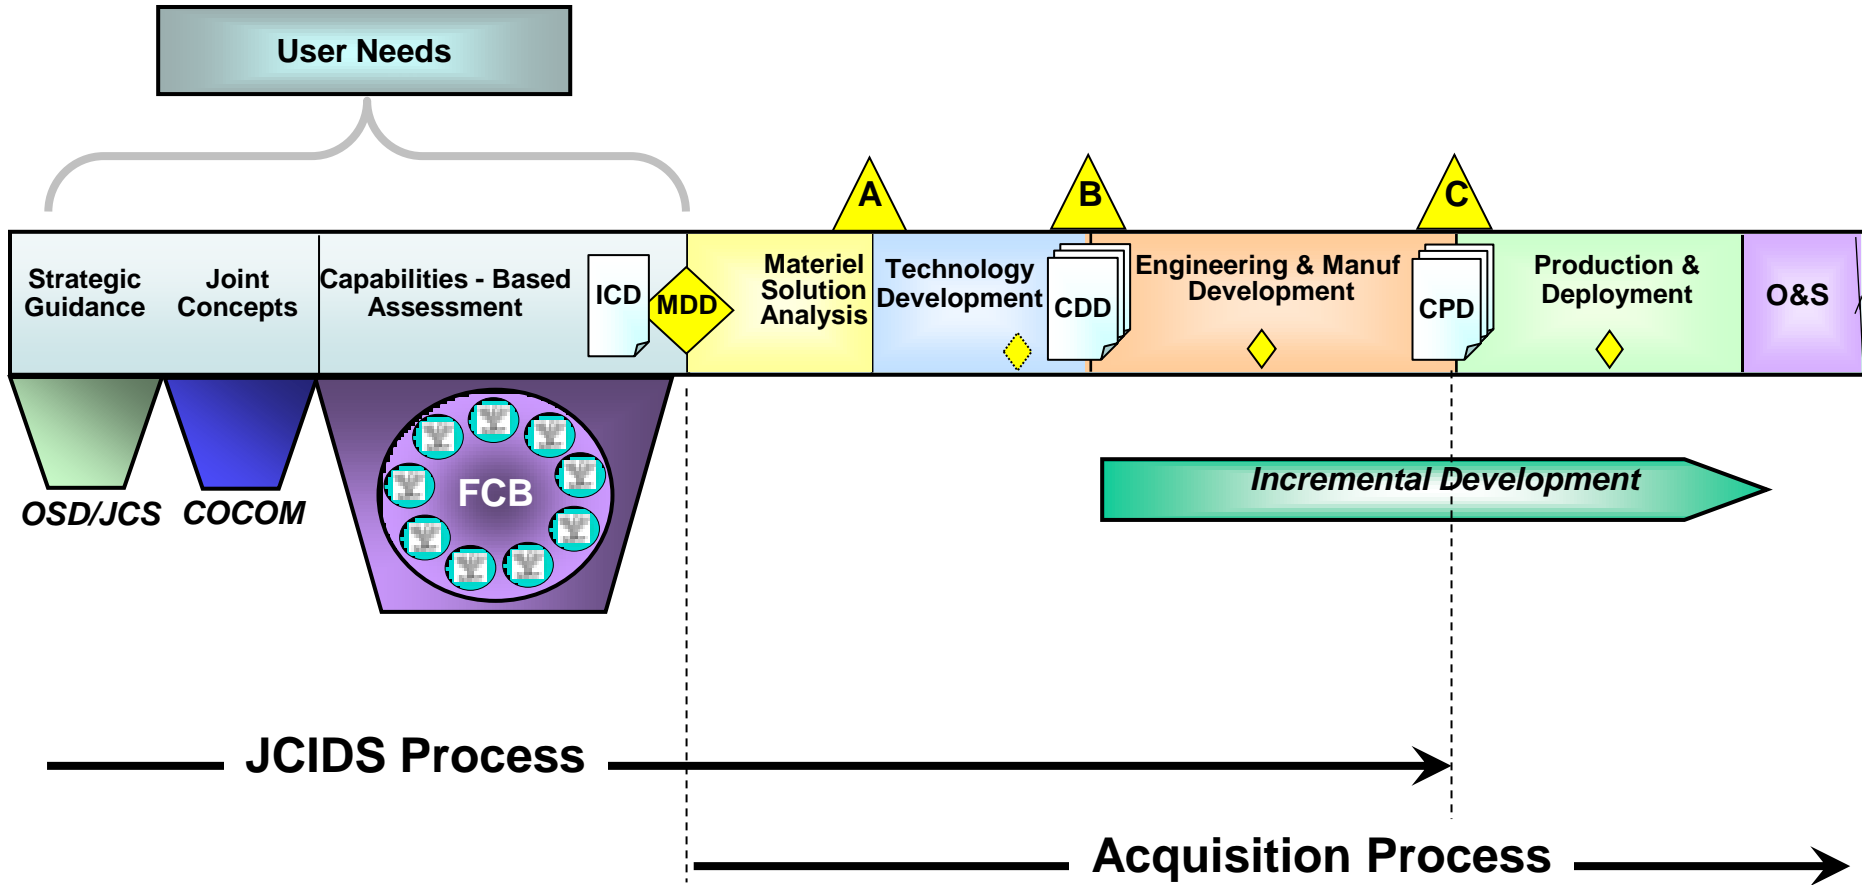 User Needs
A
B
C
Strategic
Guidance
Joint
Concepts
Capabilities - Based
Assessment
ICD
MDD
Materiel
Solution
Analysis
Technology
Development
CDD
Engineering & Manuf
Development
CPD
Production &
Deployment
O&S
OSD/JCS
COCOM
FCB
Incremental Development
JCIDS Process
Acquisition Process